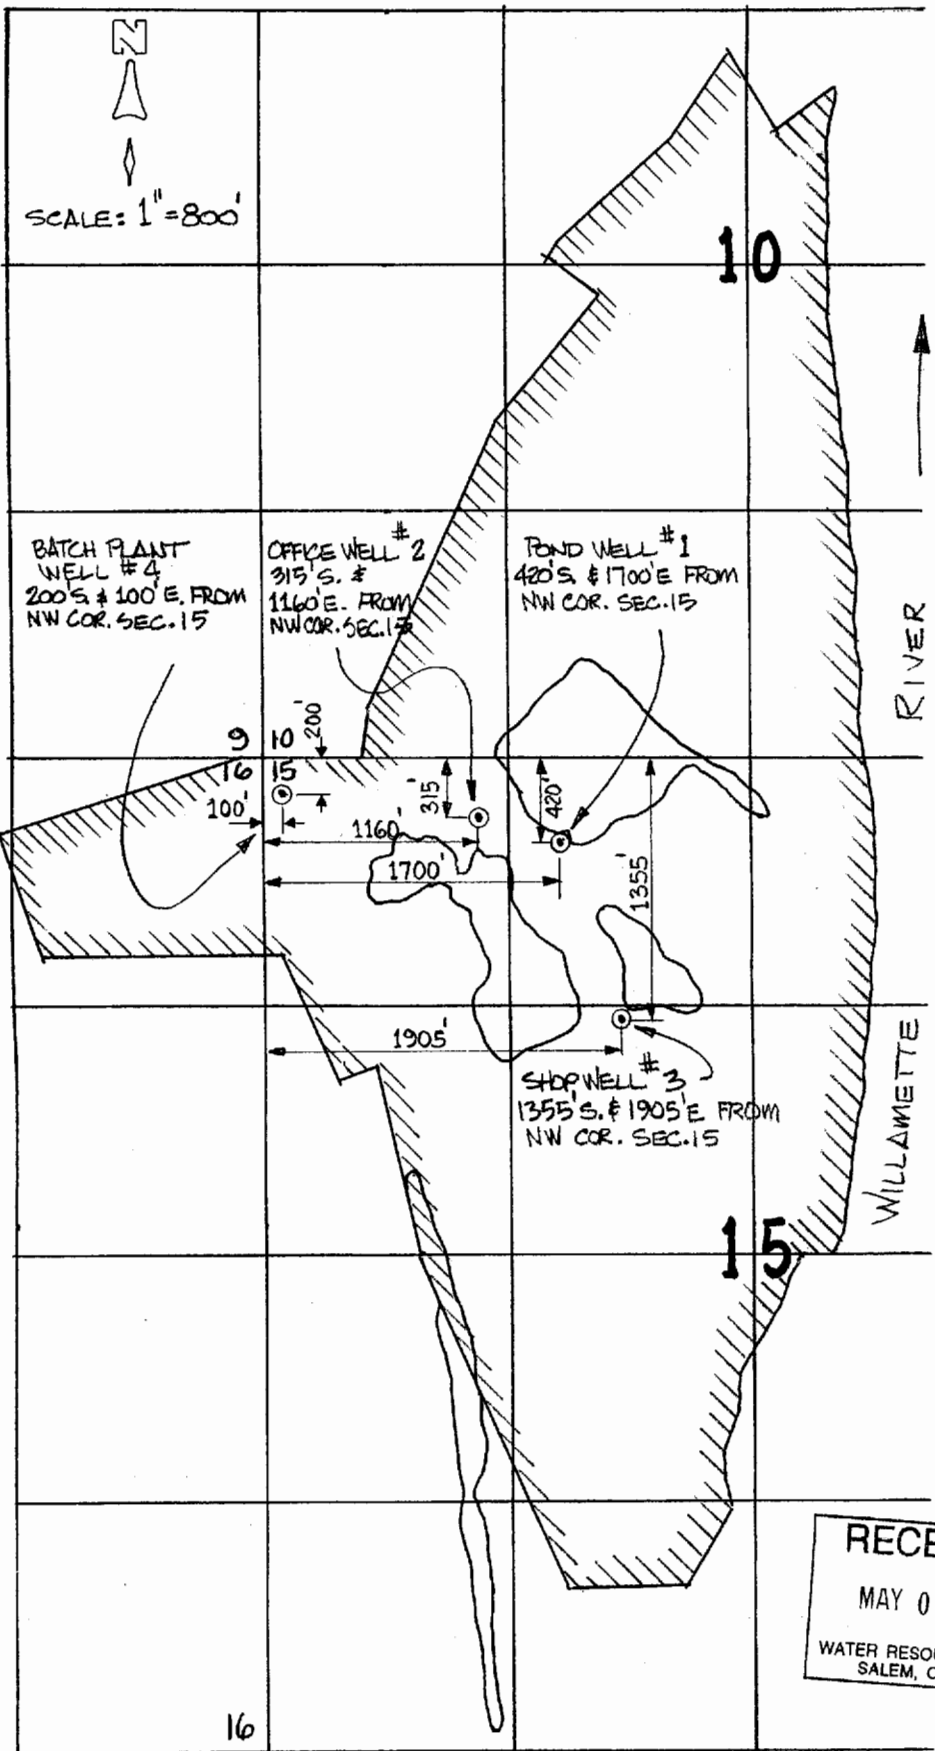 N
SCALE: 1"=800'
10
BATCH PLANT
WELL #4
200'S. & 100'E. FROM
NW COR. SEC. 15
OFFICE WELL #2
315'S. &
1160'E. FROM
NW COR. SEC. 15
POND WELL #1
420'S. & 1700'E FROM
NW COR. SEC. 15
RIVER
9 10
16 15
200'
100'
315'
420'
1160'
1700'
1355'
1905'
SHOP WELL #3
1355'S. & 1905'E FROM
NW COR. SEC. 15
WILLAMETTE
15
RECE
MAY 0
WATER RESOU
SALEM, O
16